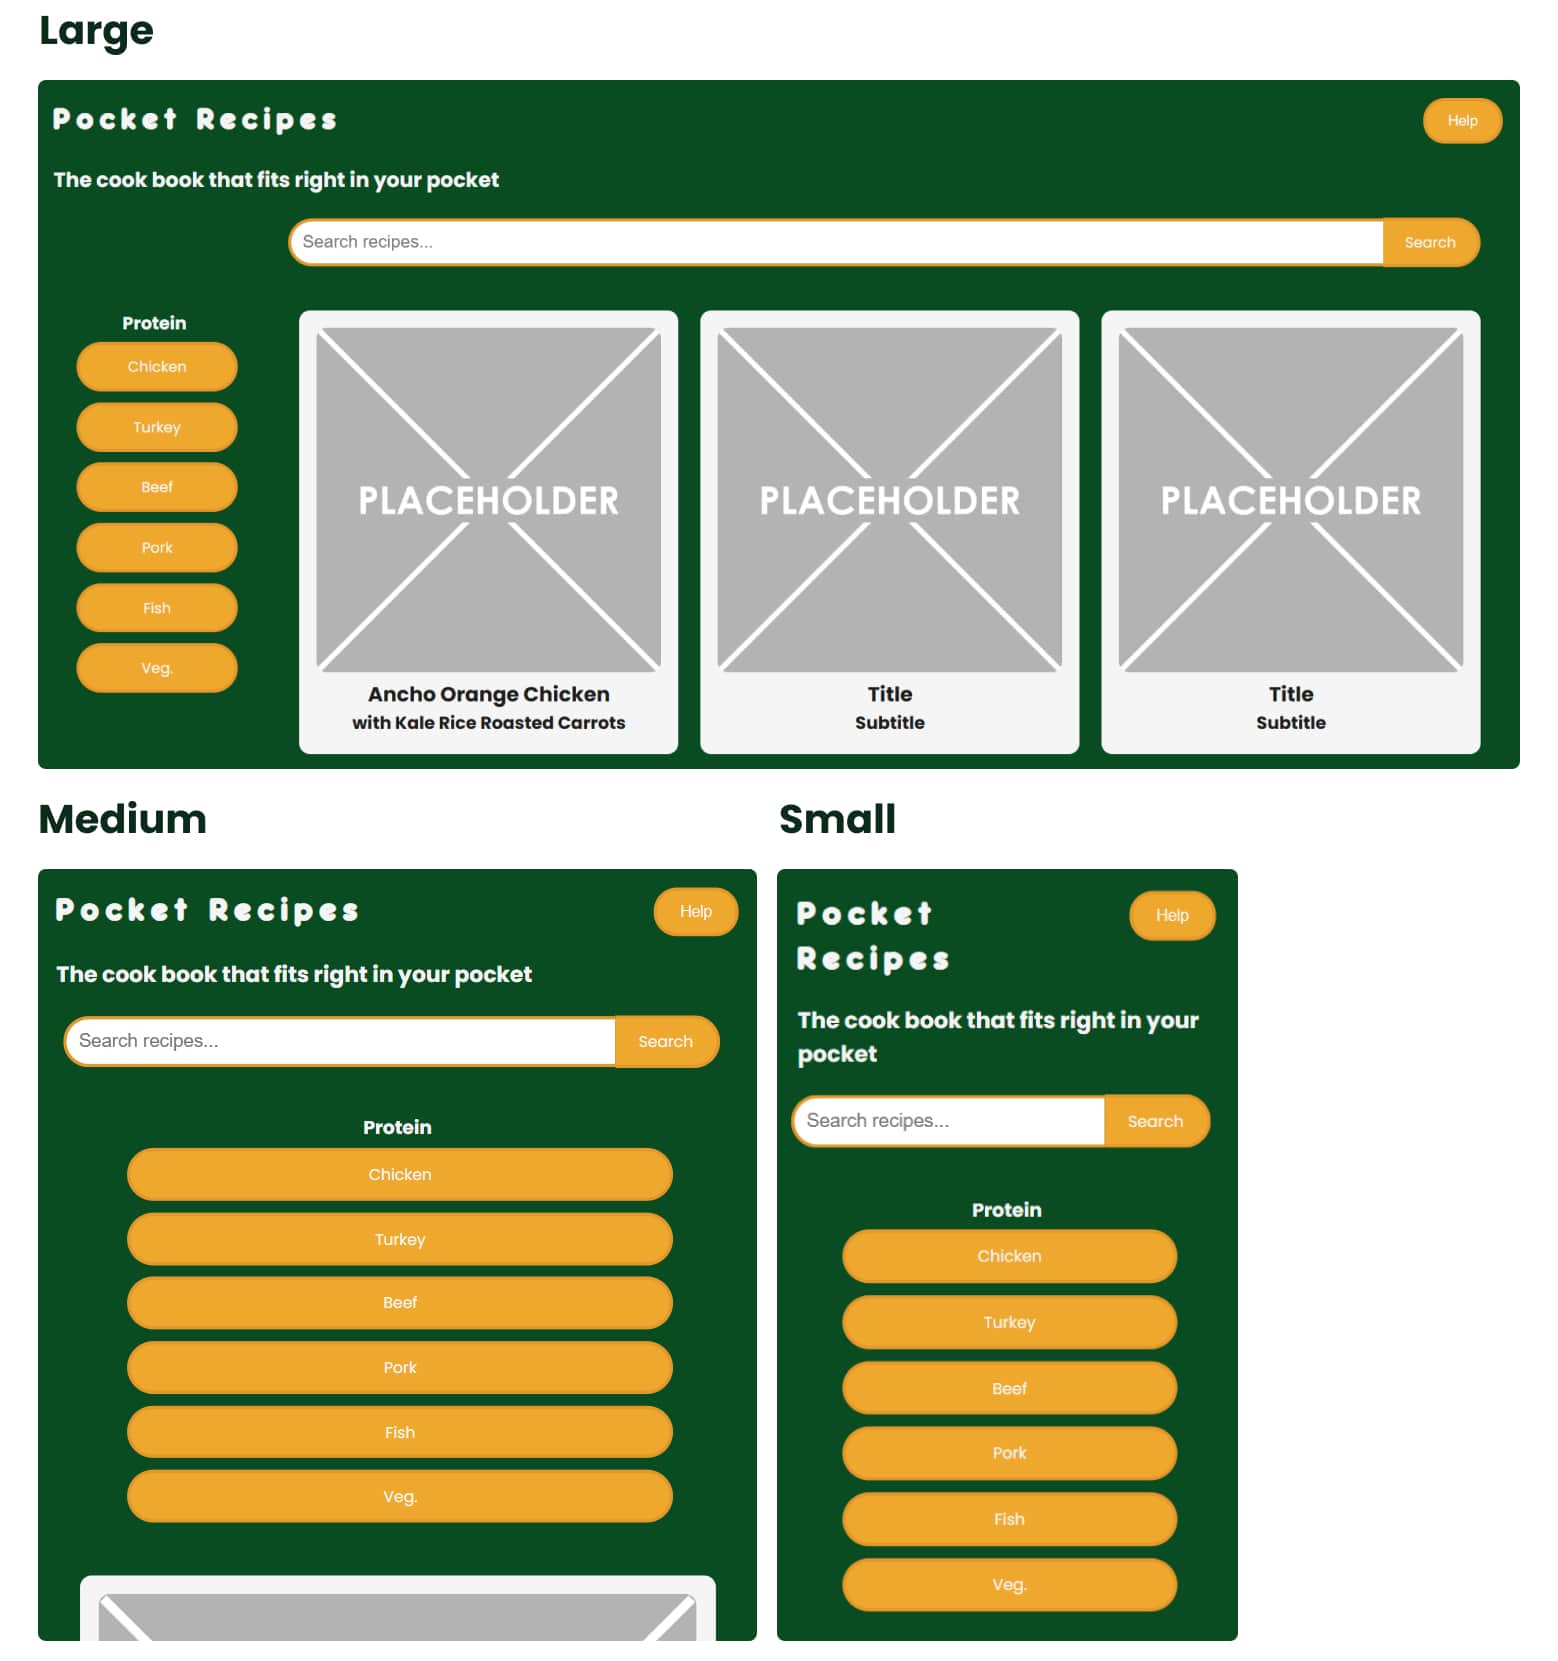 Large
Pocket Recipes
Help
The cook book that fits right in your pocket
Search recipes...
Search
Protein
Chicken
Turkey
Beef
Pork
Fish
Veg.
PLACEHOLDER
Ancho Orange Chicken
with Kale Rice Roasted Carrots
PLACEHOLDER
Title
Subtitle
PLACEHOLDER
Title
Subtitle
Medium
Pocket Recipes
Help
The cook book that fits right in your pocket
Search recipes...
Search
Protein
Chicken
Turkey
Beef
Pork
Fish
Veg.
Small
Pocket
Recipes
Help
The cook book that fits right in your
pocket
Search recipes...
Search
Protein
Chicken
Turkey
Beef
Pork
Fish
Veg.